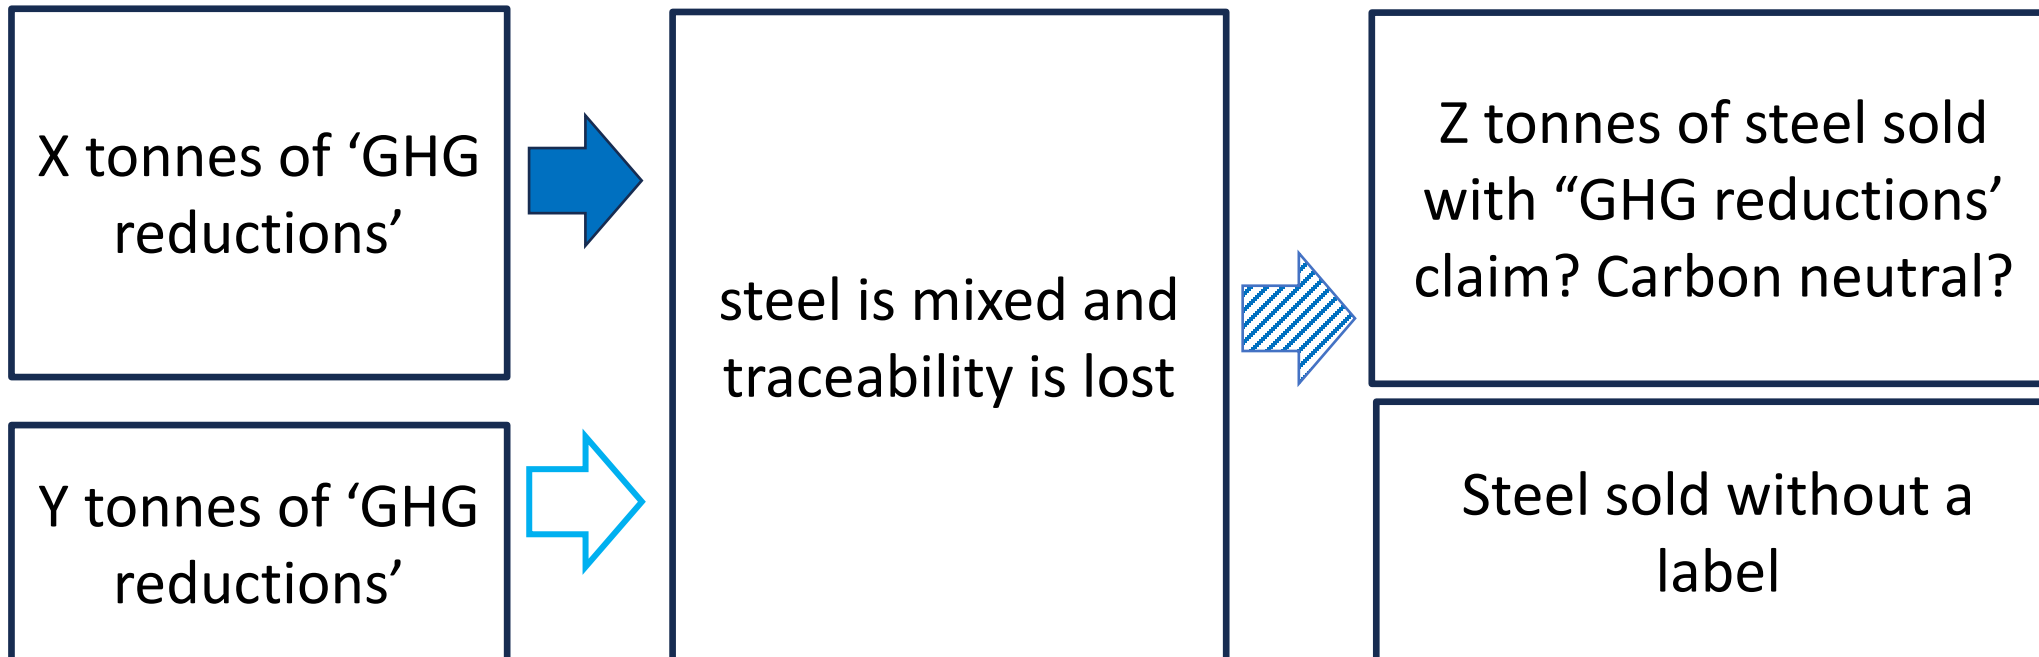 X tonnes of ‘GHG
reductions’
Y tonnes of ‘GHG
reductions’
steel is mixed and
traceability is lost
Z tonnes of steel sold
with “GHG reductions’
claim? Carbon neutral?
Steel sold without a
label